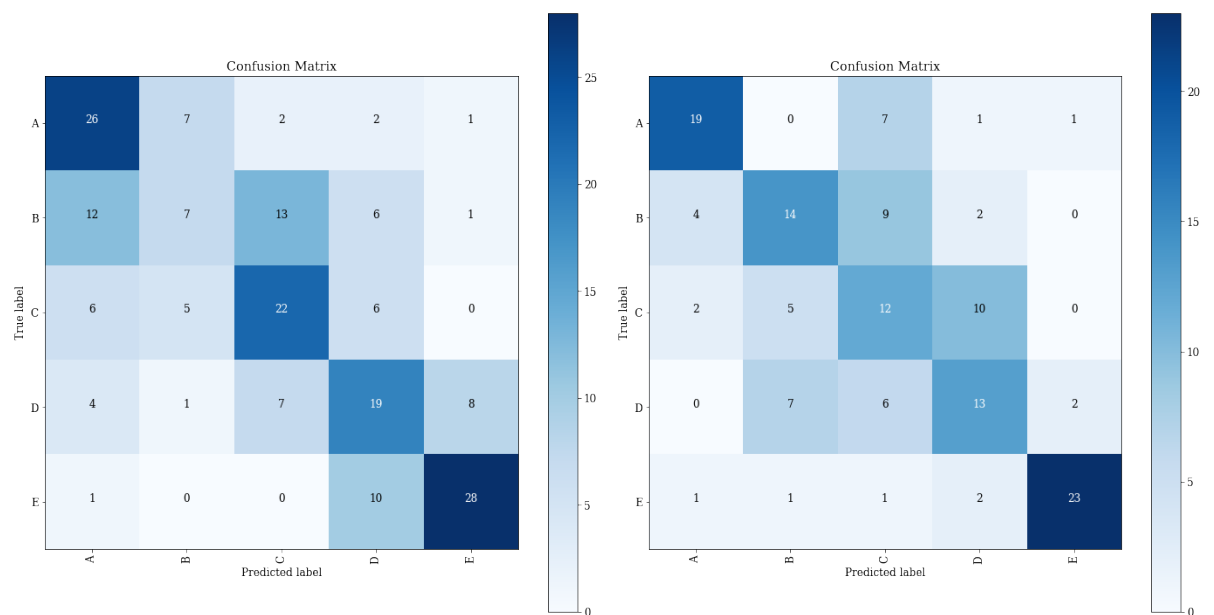 Confusion Matrix
True label
A 26 7 2 2 1
B 12 7 13 6 1
C 6 5 22 6 0
D 4 1 7 19 8
E 1 0 0 10 28
A B C D E
Predicted label
25
20
15
10
5
0
Confusion Matrix
True label
A 19 0 7 1 1
B 4 14 9 2 0
C 2 5 12 10 0
D 0 7 6 13 2
E 1 1 1 2 23
A B C D E
Predicted label
20
15
10
5
0